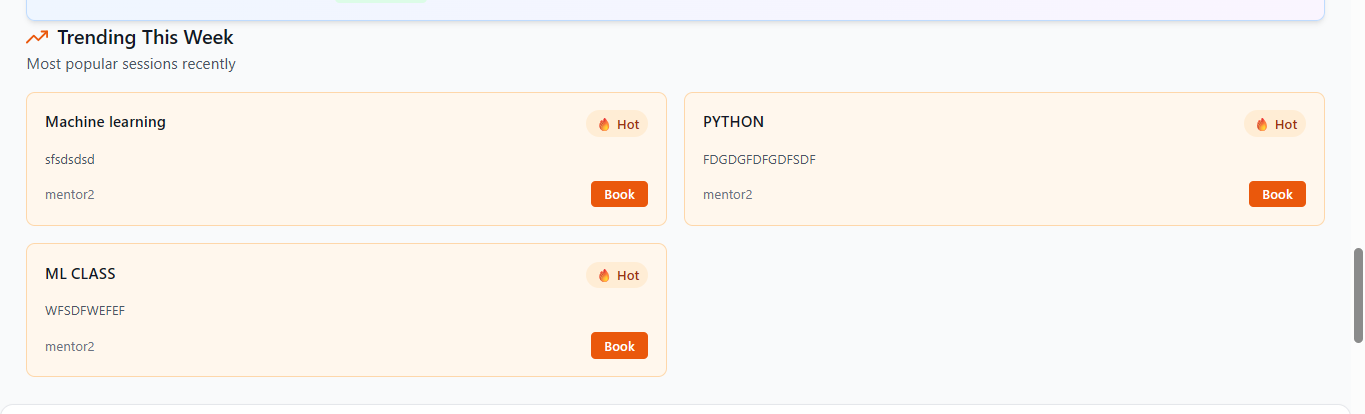 Trending This Week
Most popular sessions recently
Machine learning
🔥 Hot
sfsdsdsd
mentor2
Book
PYTHON
🔥 Hot
FDGDGFDFGDFSDF
mentor2
Book
ML CLASS
🔥 Hot
WFSDFWEFEF
mentor2
Book